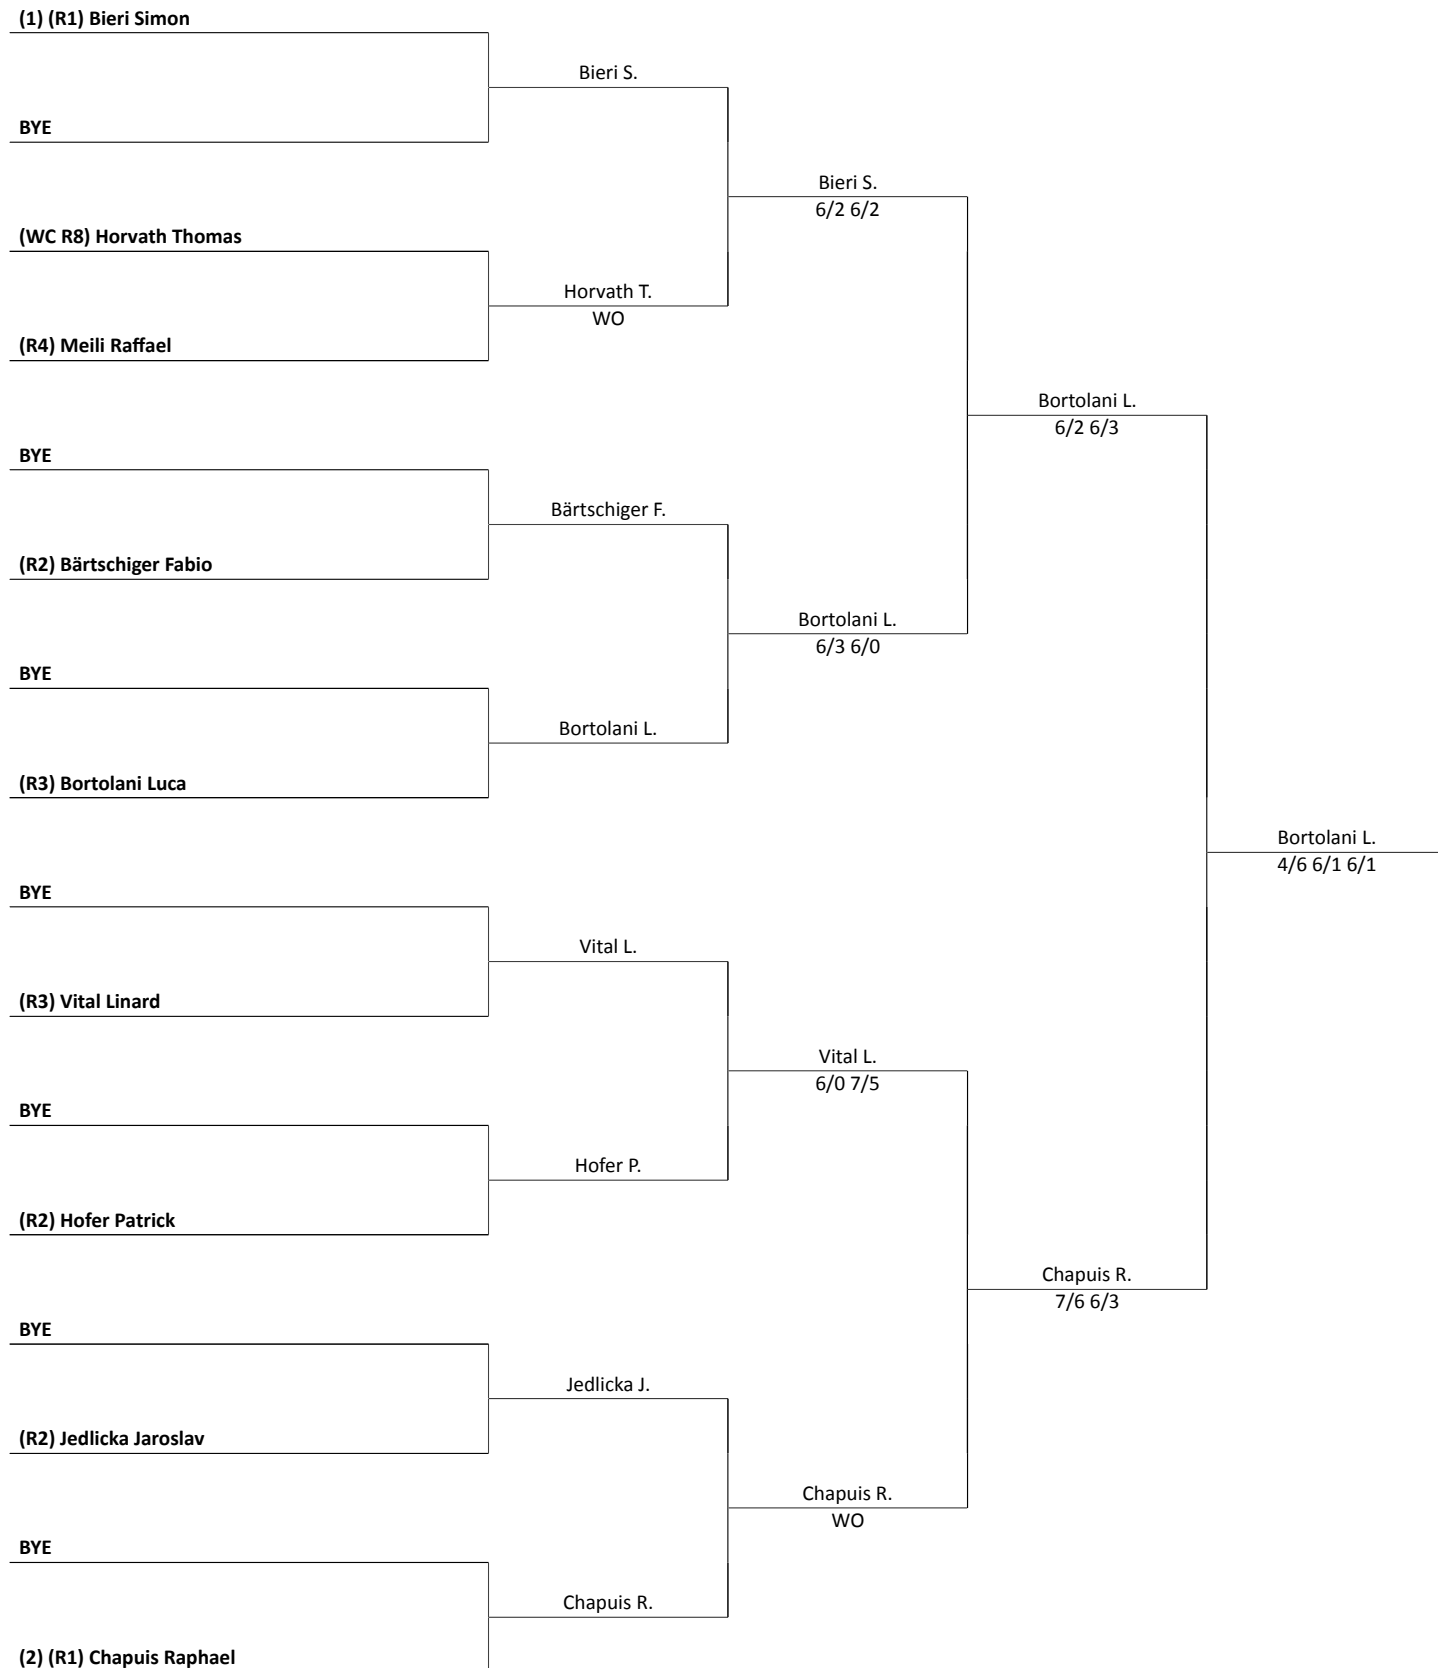 (1) (R1) Bieri Simon
Bieri S.
BYE
Bieri S.
6/2 6/2
(WC R8) Horvath Thomas
Horvath T.
WO
(R4) Meili Raffael
Bortolani L.
6/2 6/3
BYE
Bärtschiger F.
(R2) Bärtschiger Fabio
Bortolani L.
6/3 6/0
BYE
Bortolani L.
(R3) Bortolani Luca
Bortolani L.
4/6 6/1 6/1
BYE
Vital L.
(R3) Vital Linard
Vital L.
6/0 7/5
BYE
Hofer P.
(R2) Hofer Patrick
Chapuis R.
7/6 6/3
BYE
Jedlicka J.
(R2) Jedlicka Jaroslav
Chapuis R.
WO
BYE
Chapuis R.
(2) (R1) Chapuis Raphael